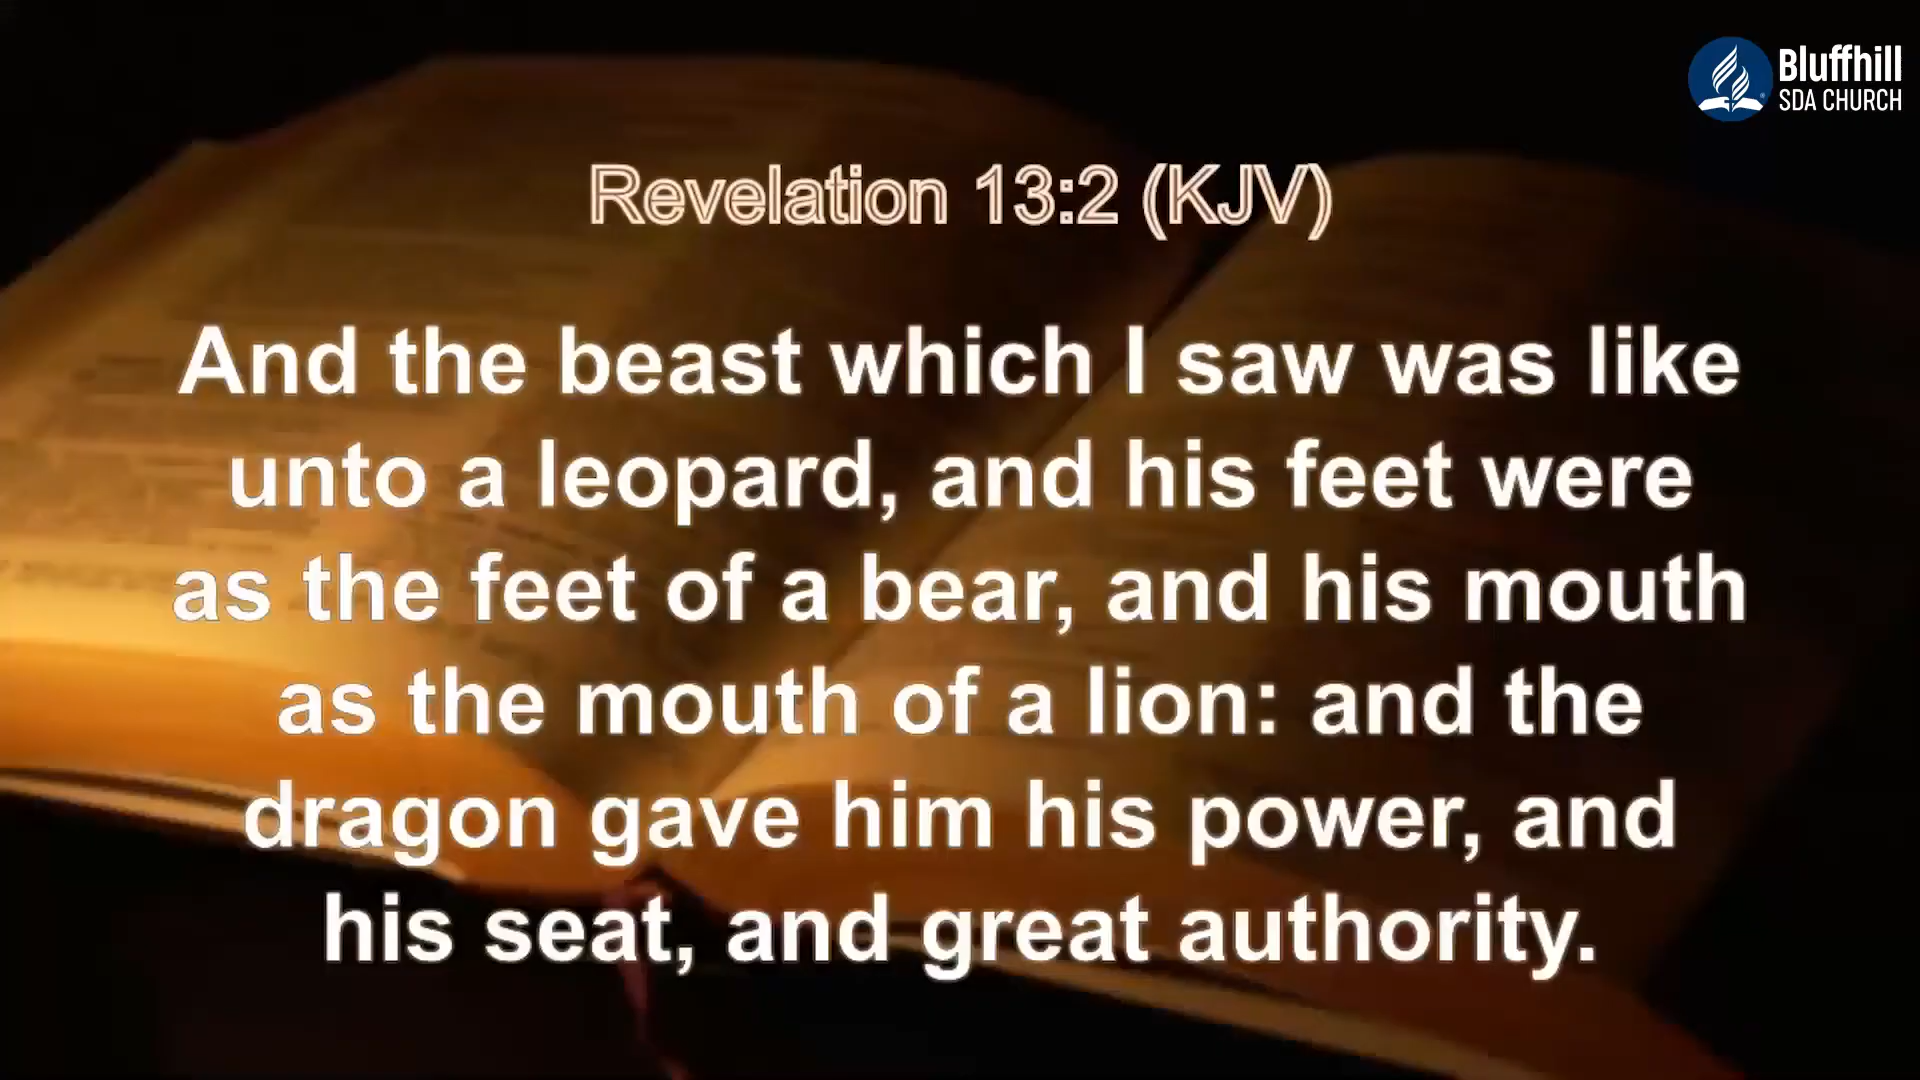 Bluffhill
SDA CHURCH
Revelation 13:2 (KJV)
And the beast which I saw was like
unto a leopard, and his feet were
as the feet of a bear, and his mouth
as the mouth of a lion: and the
dragon gave him his power, and
his seat, and great authority.